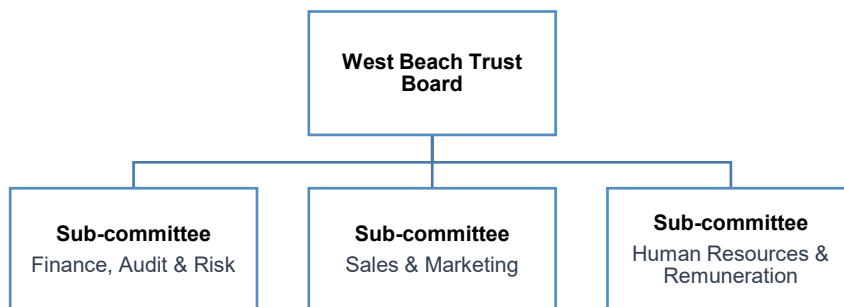 West Beach Trust
Board
Sub-committee
Finance, Audit & Risk
Sub-committee
Sales & Marketing
Sub-committee
Human Resources &
Remuneration